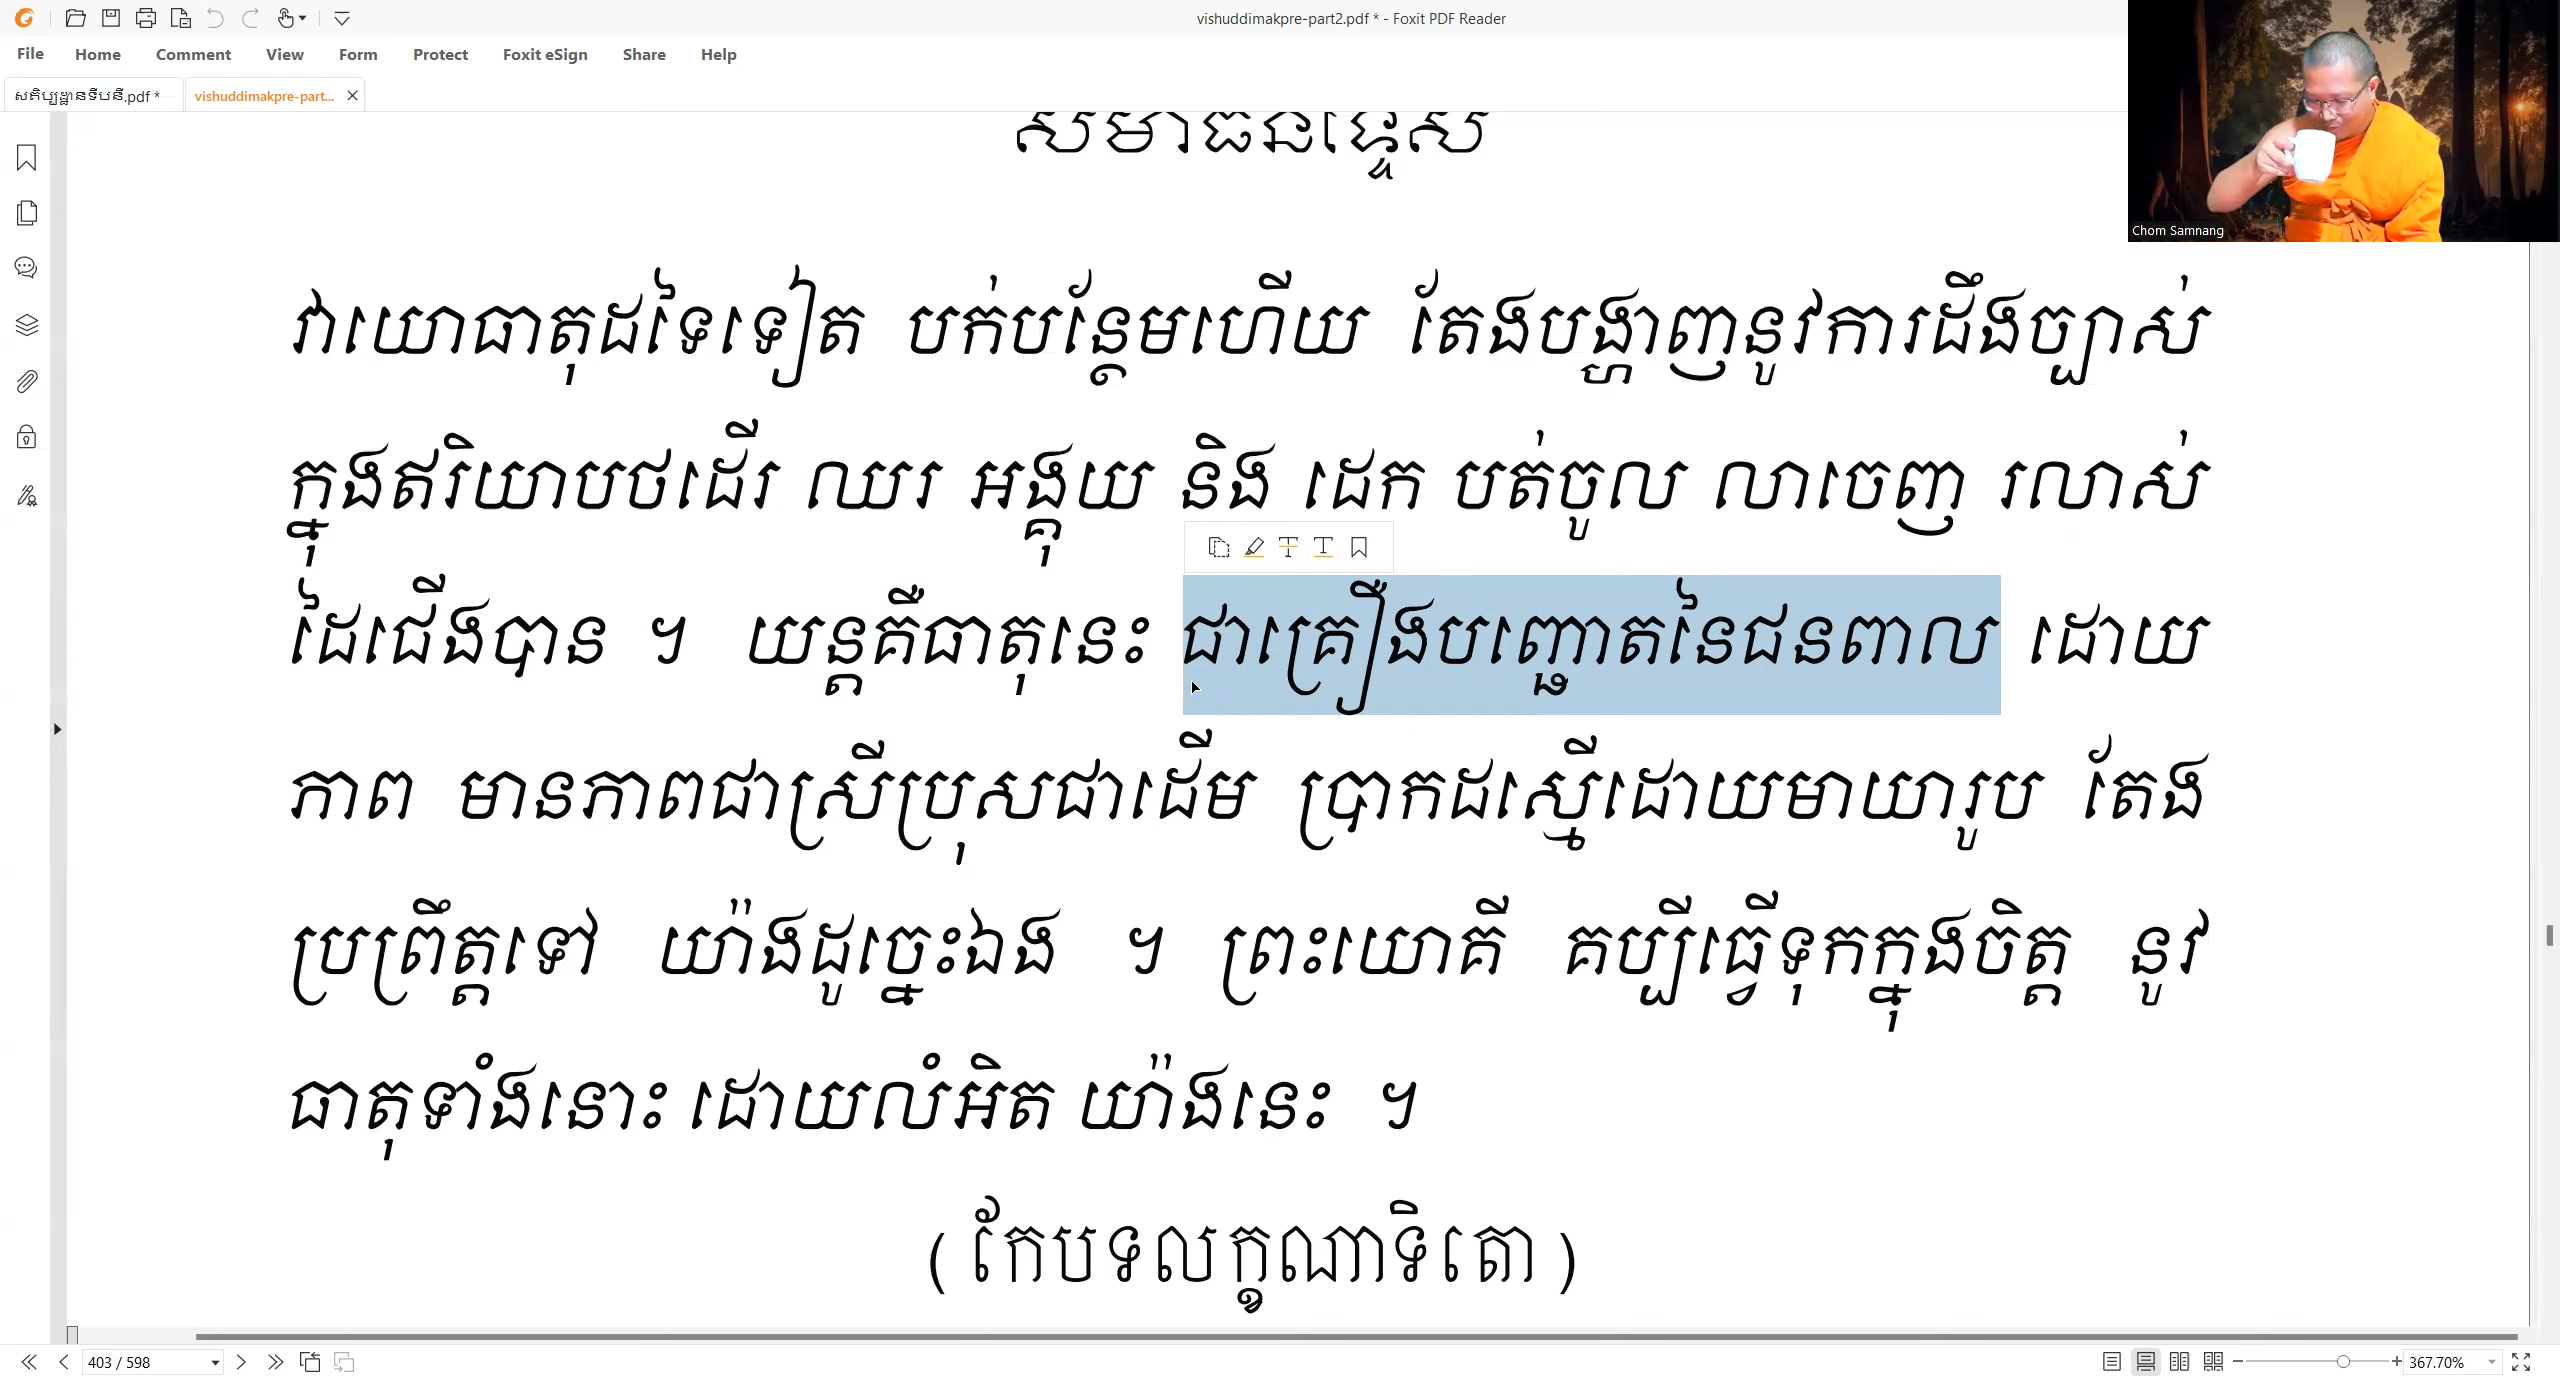 vishuddimakpre-part2.pdf * - Foxit PDF Reader
File Home Comment View Form Protect Foxit eSign Share Help
សតិប្បដ្ឋានទីបនី.pdf * vishuddimakpre-part...
Chom Samnang
សមាធិនិទ្ទេស
វាយោធាតុដទៃទៀត បក់បន្ថែមហើយ តែងបង្ហាញនូវការដឹងច្បាស់
ក្នុងឥរិយាបថដើរ ឈរ អង្គុយ និង ដេក បត់ចូល លាចេញ រលាស់
ដៃជើងបាន ។ យន្តគឺធាតុនេះ ជាគ្រឿងបញ្ឆោតនៃជនពាល ដោយ
ភាព មានភាពជាស្រីប្រុសជាដើម ប្រាកដស្មើដោយមាយារូប តែង
ប្រព្រឹត្តទៅ យ៉ាងដូច្នេះឯង ។ ព្រះយោគី គប្បីធ្វើទុកក្នុងចិត្ត នូវ
ធាតុទាំងនោះ ដោយលំអិត យ៉ាងនេះ ។
( កែបទលក្ខណាទិតោ )
403 / 598
367.70%